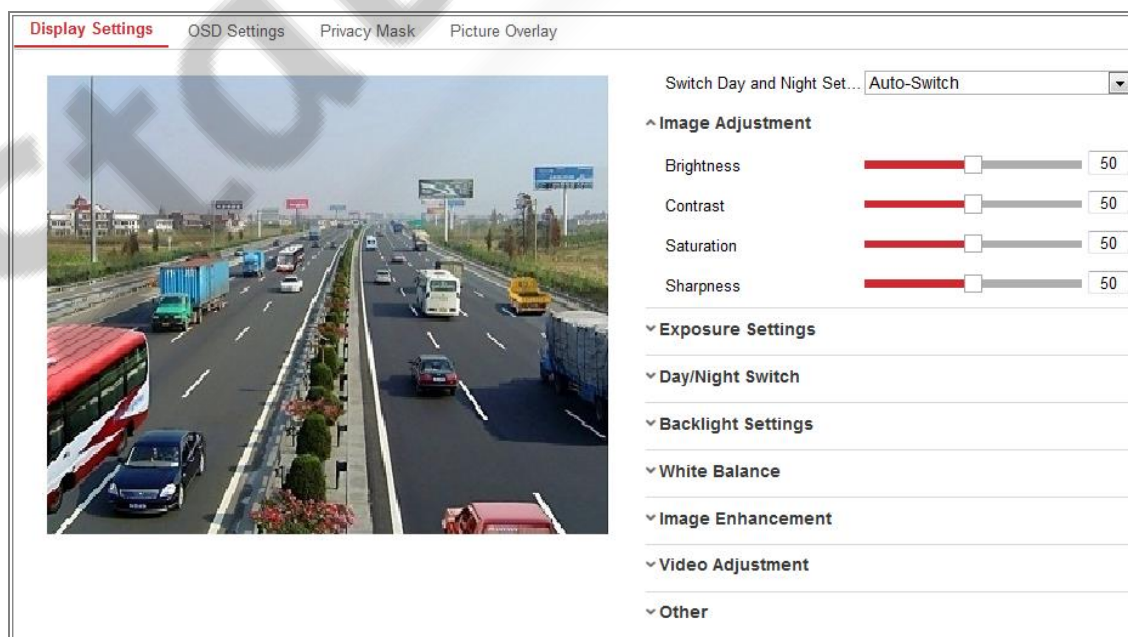 Display Settings OSD Settings Privacy Mask Picture Overlay
Switch Day and Night Set... Auto-Switch
Image Adjustment
Brightness 50
Contrast 50
Saturation 50
Sharpness 50
Exposure Settings
Day/Night Switch
Backlight Settings
White Balance
Image Enhancement
Video Adjustment
Other